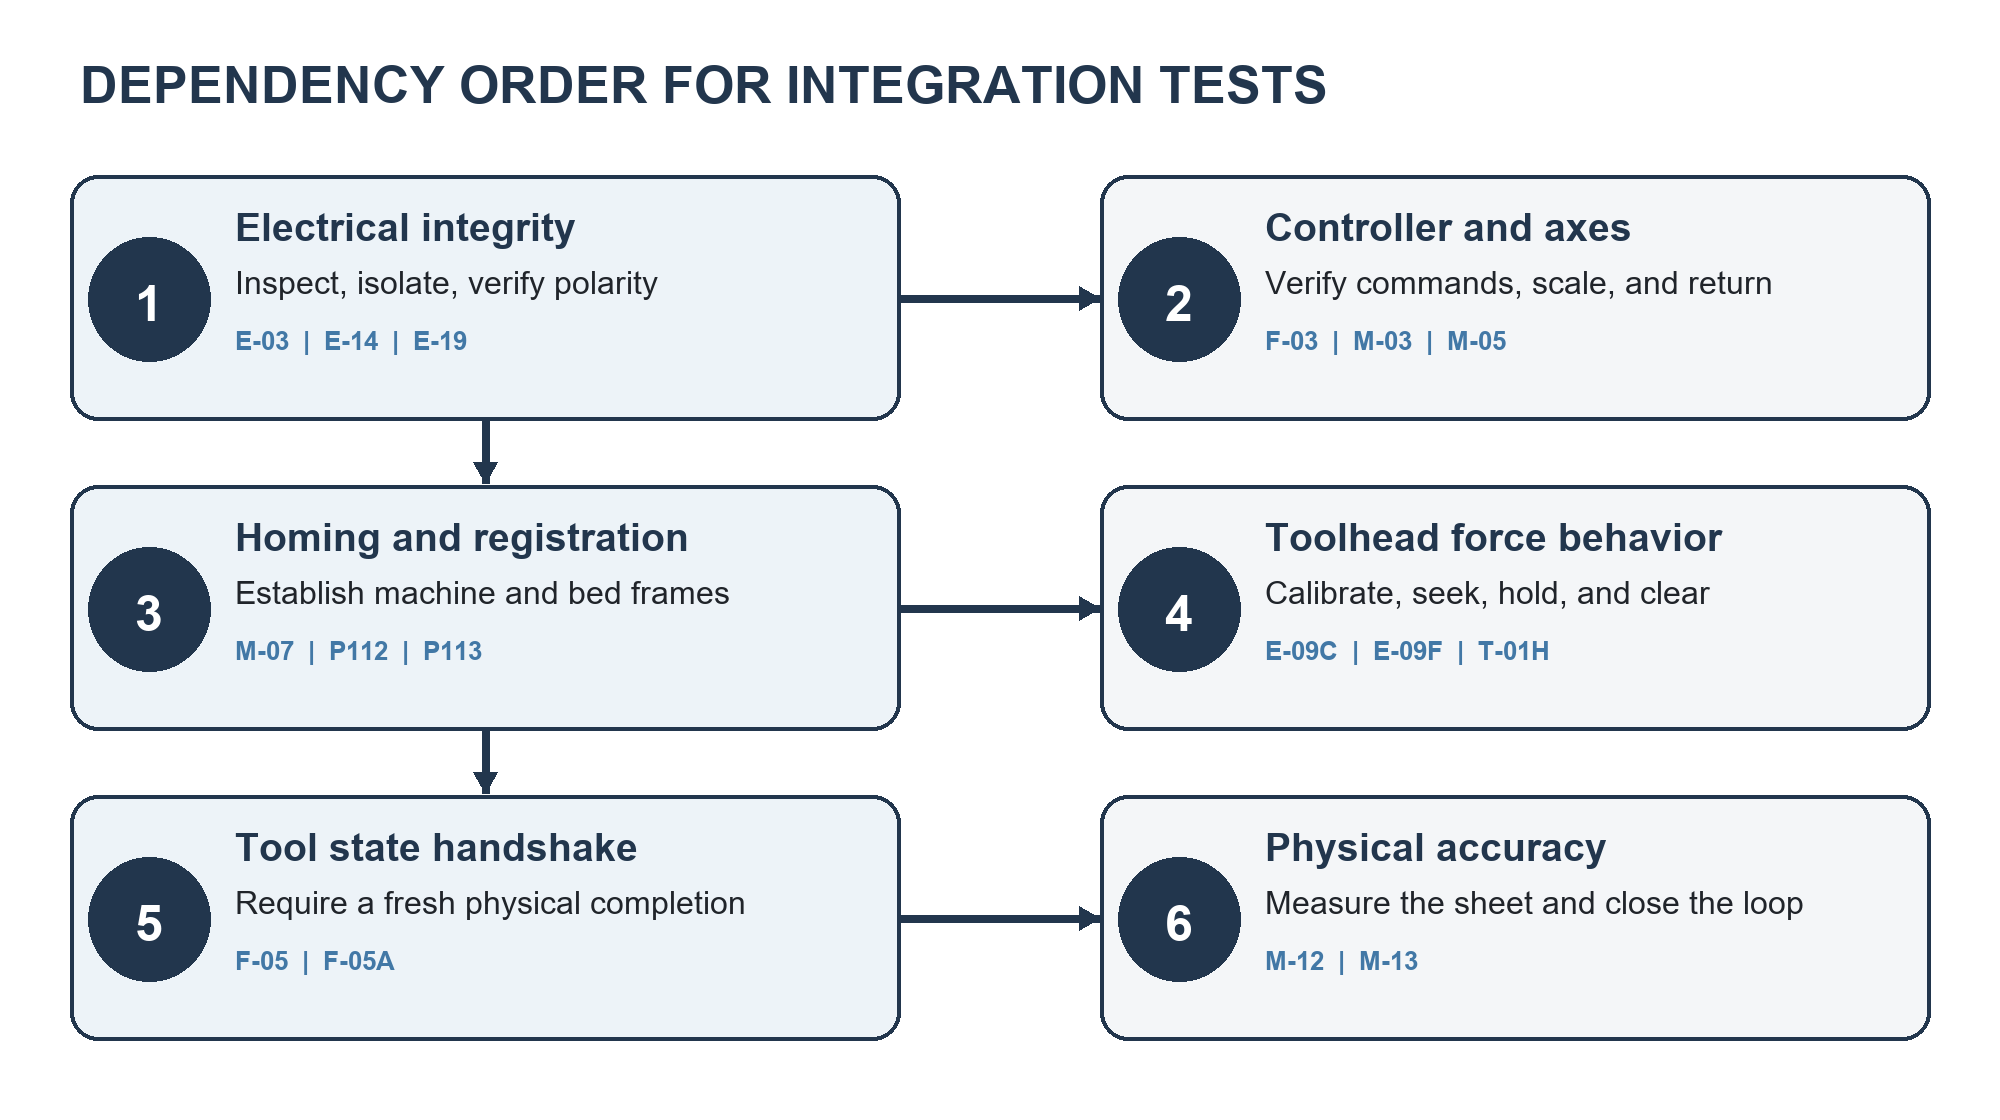 DEPENDENCY ORDER FOR INTEGRATION TESTS
1
Electrical integrity
Inspect, isolate, verify polarity
E-03 | E-14 | E-19
2
Controller and axes
Verify commands, scale, and return
F-03 | M-03 | M-05
3
Homing and registration
Establish machine and bed frames
M-07 | P112 | P113
4
Toolhead force behavior
Calibrate, seek, hold, and clear
E-09C | E-09F | T-01H
5
Tool state handshake
Require a fresh physical completion
F-05 | F-05A
6
Physical accuracy
Measure the sheet and close the loop
M-12 | M-13